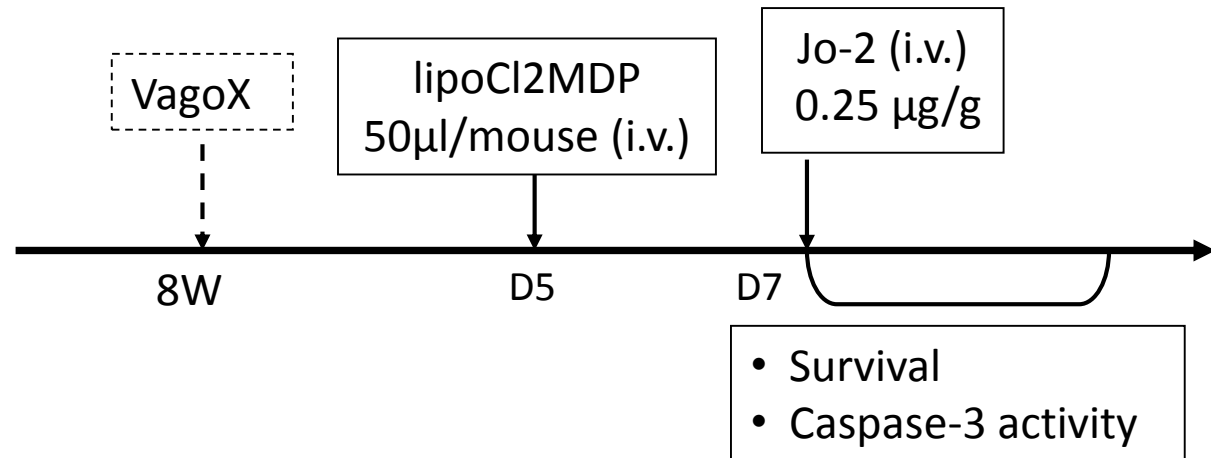 VagoX
lipoCl2MDP
50µl/mouse (i.v.)
Jo-2 (i.v.)
0.25 µg/g
8W
D5
D7
• Survival
• Caspase-3 activity